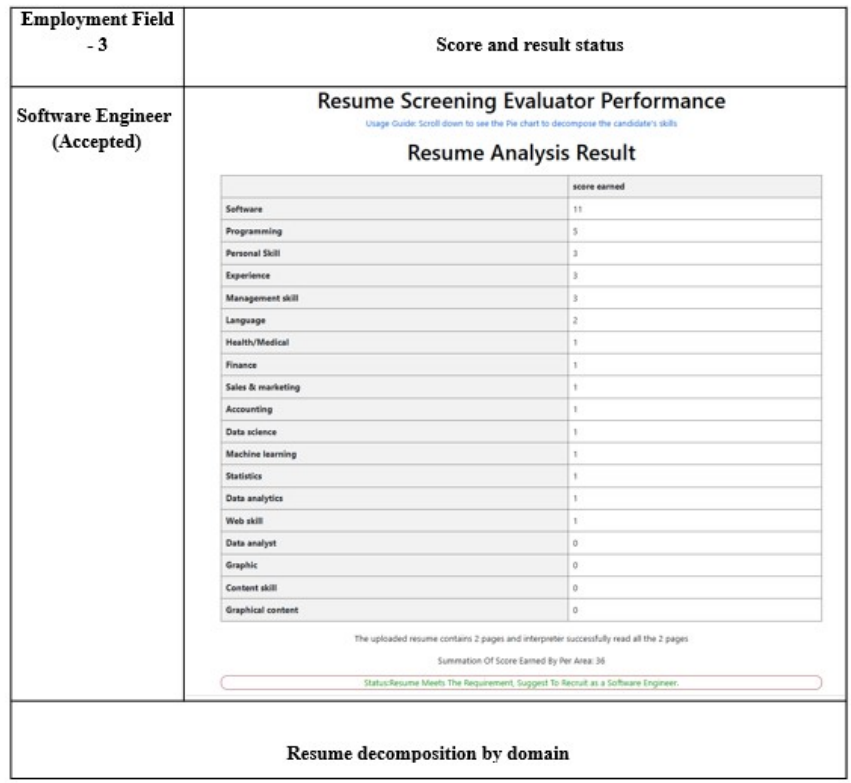 Employment Field
- 3
Score and result status
Software Engineer
(Accepted)
Resume Screening Evaluator Performance
Usage Guide: Scroll down to see the Pie chart to decompose the candidate's skills
Resume Analysis Result
score earned
Software 11
Programming 5
Personal Skill 3
Experience 3
Management skill 3
Language 2
Health/Medical 1
Finance 1
Sales & marketing 1
Accounting 1
Data science 1
Machine learning 1
Statistics 1
Data analytics 1
Web skill 1
Data analyst 0
Graphic 0
Content skill 0
Graphical content 0
The uploaded resume contains 2 pages and interpreter successfully read all the 2 pages
Summation Of Score Earned By Per Area: 36
Status:Resume Meets The Requirement, Suggest To Recruit as a Software Engineer.
Resume decomposition by domain